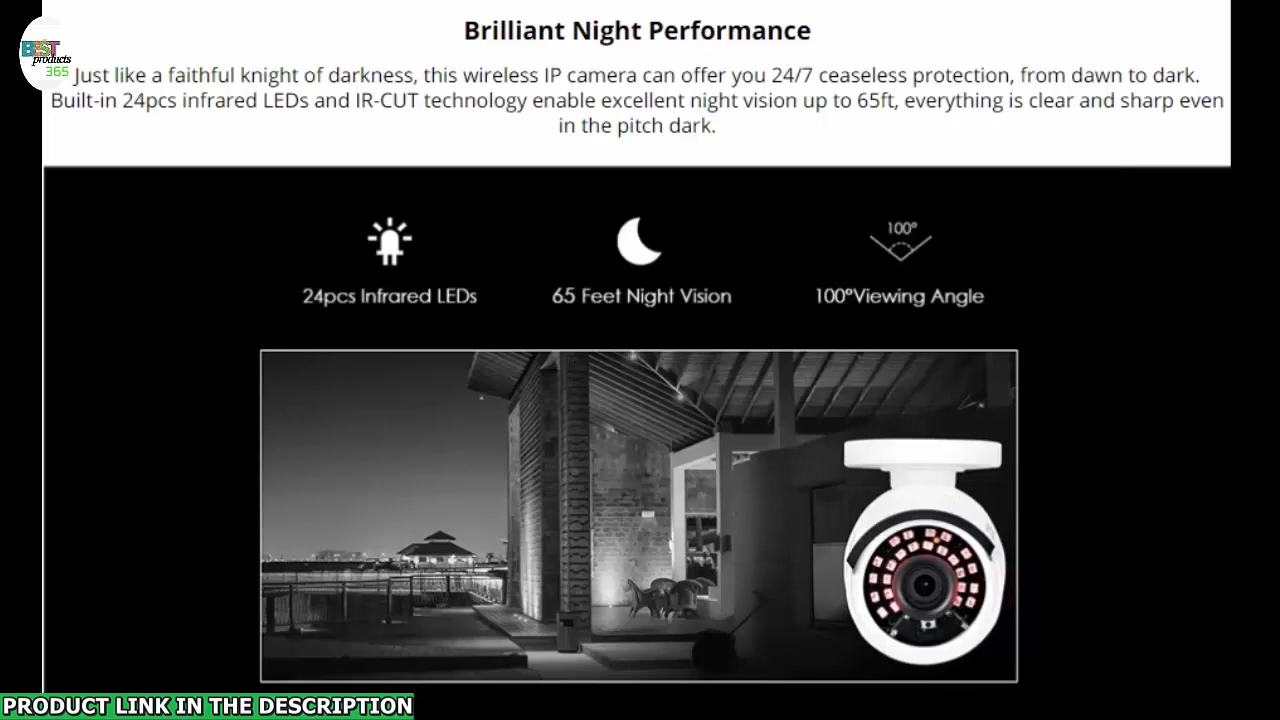 Brilliant Night Performance
BEST
products
365
Just like a faithful knight of darkness, this wireless IP camera can offer you 24/7 ceaseless protection, from dawn to dark.
Built-in 24pcs infrared LEDs and IR-CUT technology enable excellent night vision up to 65ft, everything is clear and sharp even
in the pitch dark.
100°
24pcs Infrared LEDs
65 Feet Night Vision
100°Viewing Angle
PRODUCT LINK IN THE DESCRIPTION